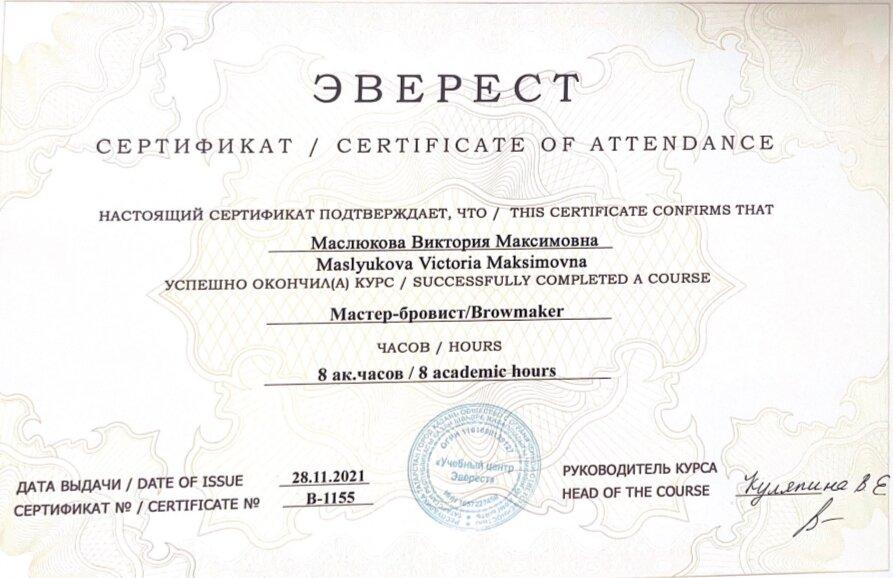 ЭВЕРЕСТ
СЕРТИФИКАТ / CERTIFICATE OF ATTENDANCE
НАСТОЯЩИЙ СЕРТИФИКАТ ПОДТВЕРЖДАЕТ, ЧТО / THIS CERTIFICATE CONFIRMS THAT
Маслюкова Виктория Максимовна
Maslyukova Victoria Maksimovna
УСПЕШНО ОКОНЧИЛ(А) КУРС / SUCCESSFULLY COMPLETED A COURSE
Мастер-бровист/Browmaker
ЧАСОВ / HOURS
8 ак.часов / 8 academic hours
«Учебный центр
Эверест»
ДАТА ВЫДАЧИ / DATE OF ISSUE 28.11.2021
СЕРТИФИКАТ № / CERTIFICATE № В-1155
РУКОВОДИТЕЛЬ КУРСА
HEAD OF THE COURSE
Куляпина В Е